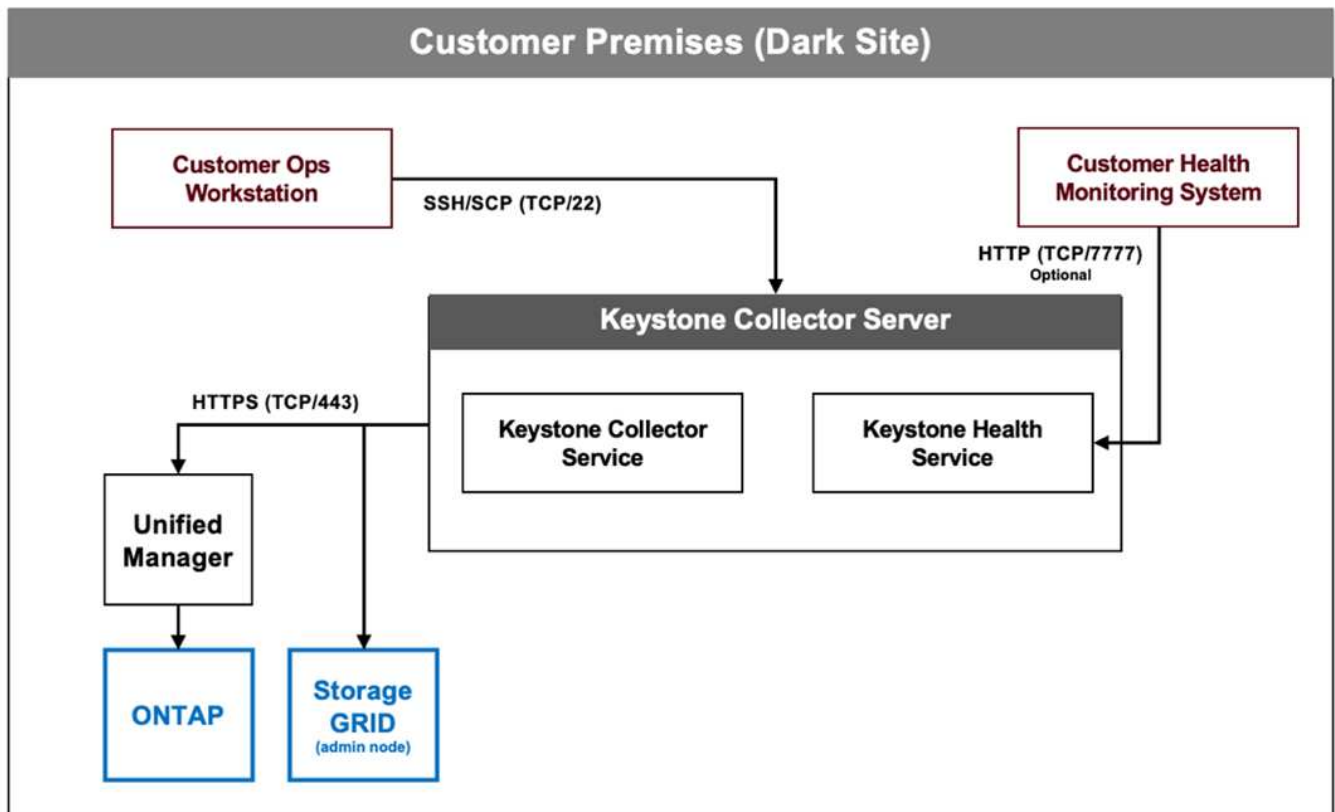 Customer Premises (Dark Site)
Customer Ops
Workstation
SSH/SCP (TCP/22)
Customer Health
Monitoring System
HTTP (TCP/7777)
Optional
Keystone Collector Server
Keystone Collector
Service
Keystone Health
Service
HTTPS (TCP/443)
Unified
Manager
ONTAP
Storage
GRID
(admin node)